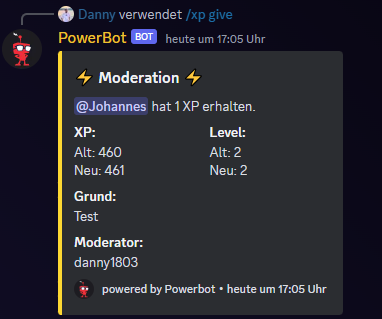 Danny verwendet /xp give
PowerBot BOT heute um 17:05 Uhr
⚡ Moderation ⚡
@Johannes hat 1 XP erhalten.
XP: Level:
Alt: 460 Alt: 2
Neu: 461 Neu: 2
Grund:
Test
Moderator:
danny1803
powered by Powerbot • heute um 17:05 Uhr